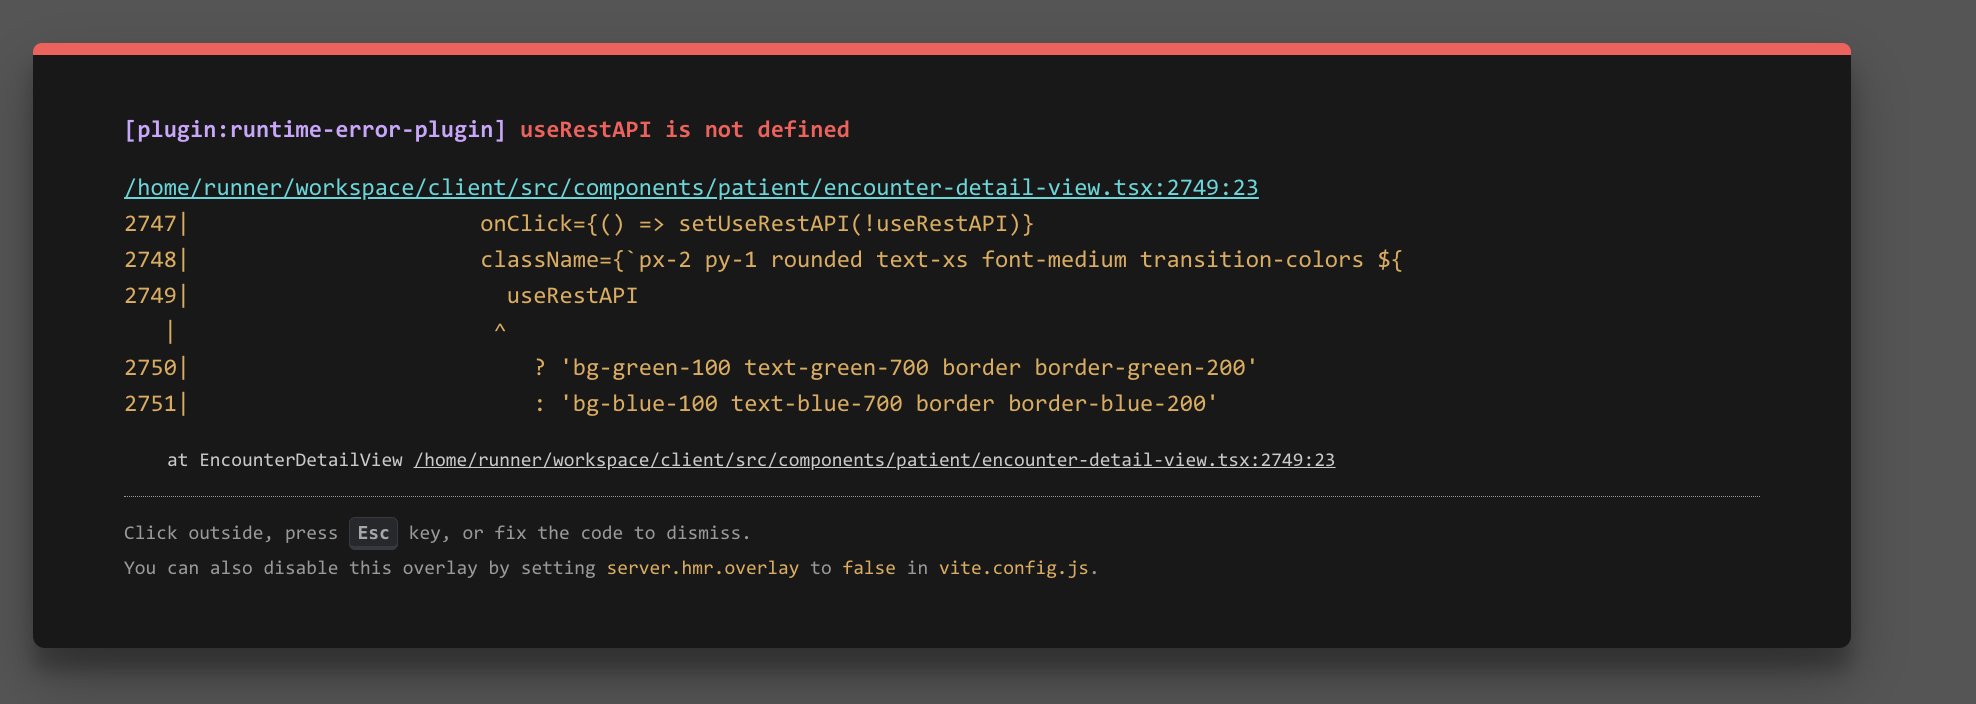 [plugin:runtime-error-plugin] useRestAPI is not defined
/home/runner/workspace/client/src/components/patient/encounter-detail-view.tsx:2749:23
2747|                      onClick={() => setUseRestAPI(!useRestAPI)}
2748|                      className={`px-2 py-1 rounded text-xs font-medium transition-colors ${
2749|                        useRestAPI
   |                        ^
2750|                          ? 'bg-green-100 text-green-700 border border-green-200'
2751|                          : 'bg-blue-100 text-blue-700 border border-blue-200'
    at EncounterDetailView /home/runner/workspace/client/src/components/patient/encounter-detail-view.tsx:2749:23
Click outside, press Esc key, or fix the code to dismiss.
You can also disable this overlay by setting server.hmr.overlay to false in vite.config.js.